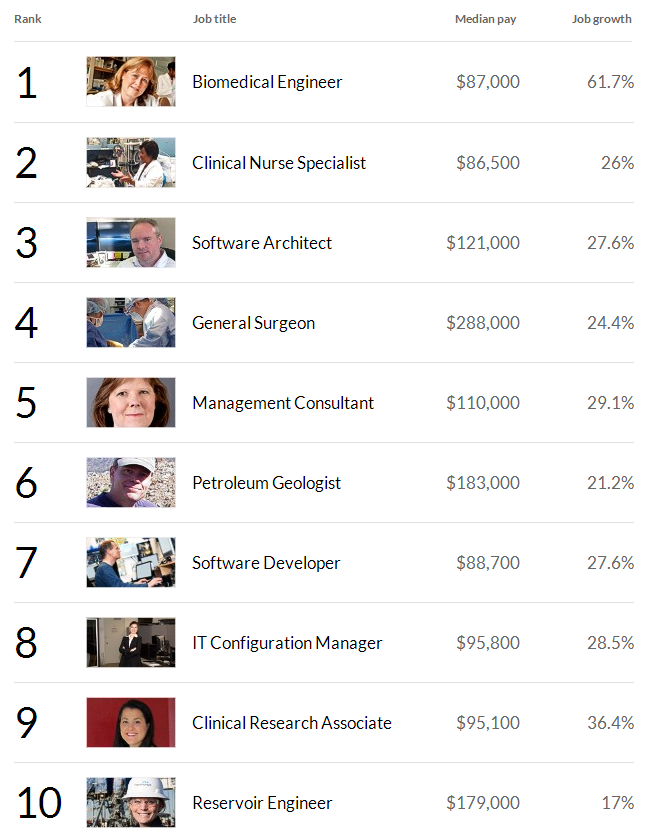 Rank Job title Median pay Job growth
1 Biomedical Engineer $87,000 61.7%
2 Clinical Nurse Specialist $86,500 26%
3 Software Architect $121,000 27.6%
4 General Surgeon $288,000 24.4%
5 Management Consultant $110,000 29.1%
6 Petroleum Geologist $183,000 21.2%
7 Software Developer $88,700 27.6%
8 IT Configuration Manager $95,800 28.5%
9 Clinical Research Associate $95,100 36.4%
10 Reservoir Engineer $179,000 17%